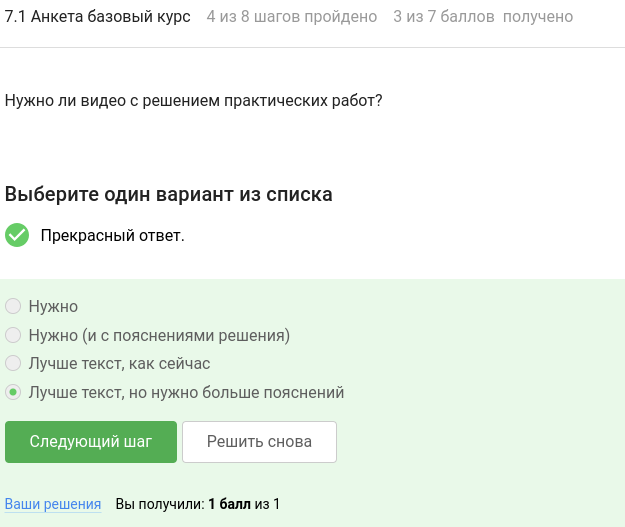 7.1 Анкета базовый курс 4 из 8 шагов пройдено 3 из 7 баллов получено
Нужно ли видео с решением практических работ?
Выберите один вариант из списка
Прекрасный ответ.
Нужно
Нужно (и с пояснениями решения)
Лучше текст, как сейчас
Лучше текст, но нужно больше пояснений
Следующий шаг Решить снова
Ваши решения Вы получили: 1 балл из 1